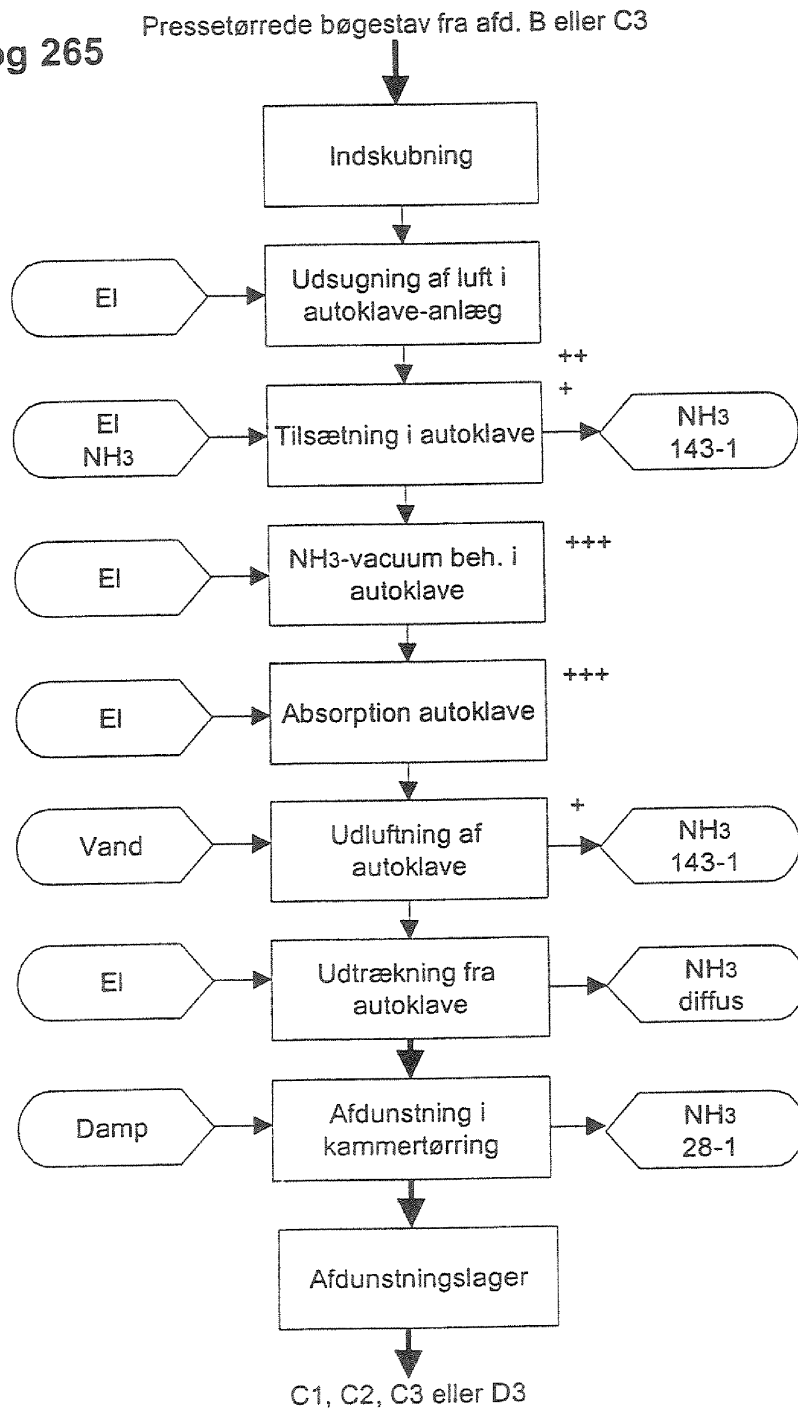 Pressetørrede bøgestav fra afd. B eller C3
og 265
Indskubning
El
Udsugning af luft i
autoklave-anlæg
++
+
El
NH3
Tilsætning i autoklave
NH3
143-1
El
NH3-vacuum beh. i
autoklave
+++
El
Absorption autoklave
+++
Vand
Udluftning af
autoklave
+
NH3
143-1
El
Udtrækning fra
autoklave
NH3
diffus
Damp
Afdunstning i
kammertørring
NH3
28-1
Afdunstningslager
C1, C2, C3 eller D3